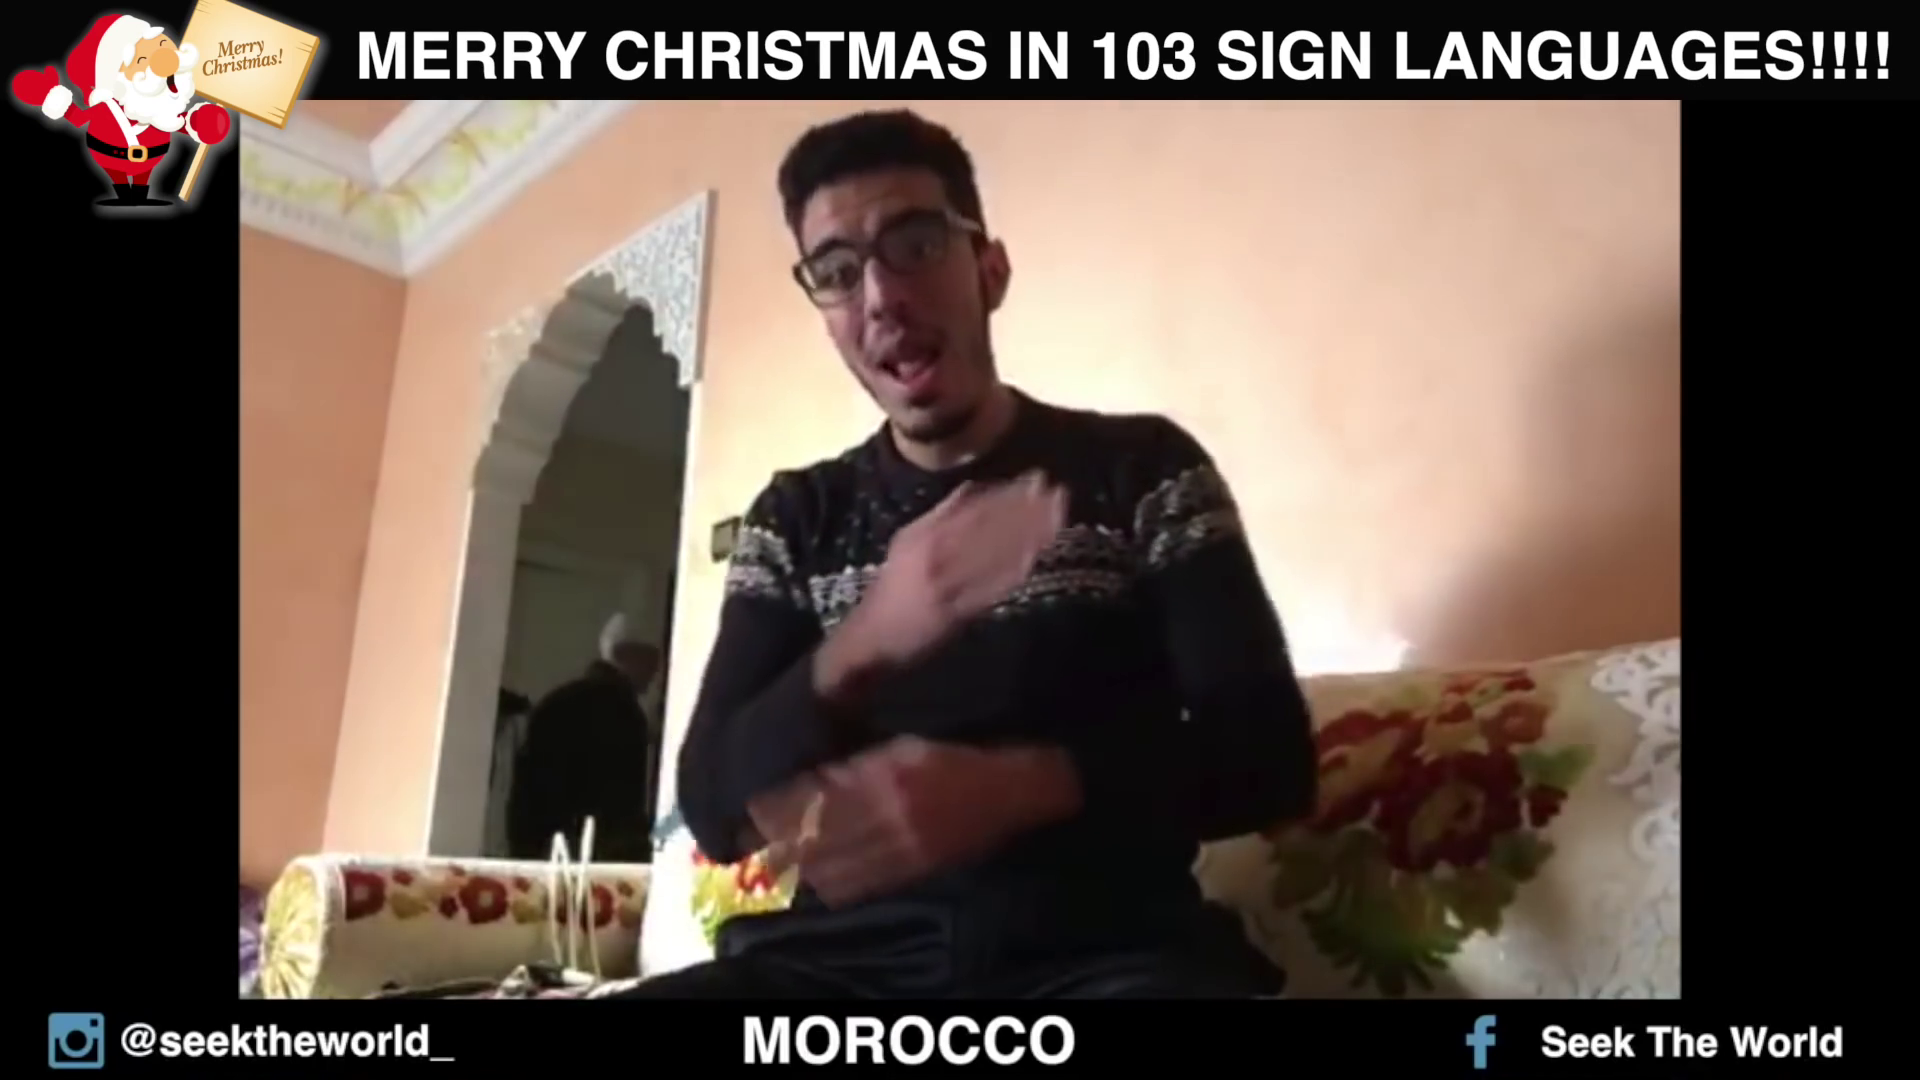 Merry
Christmas!
MERRY CHRISTMAS IN 103 SIGN LANGUAGES!!!!
@seektheworld_
MOROCCO
Seek The World